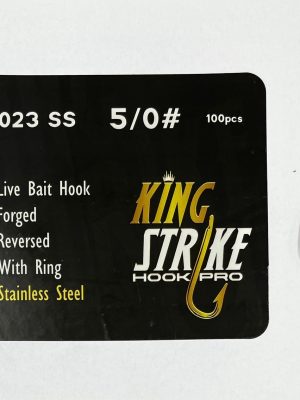 023 SS 5/0# 100pcs
Live Bait Hook
Forged
Reversed
With Ring
Stainless Steel
KING
STRIKE
HOOK PRO